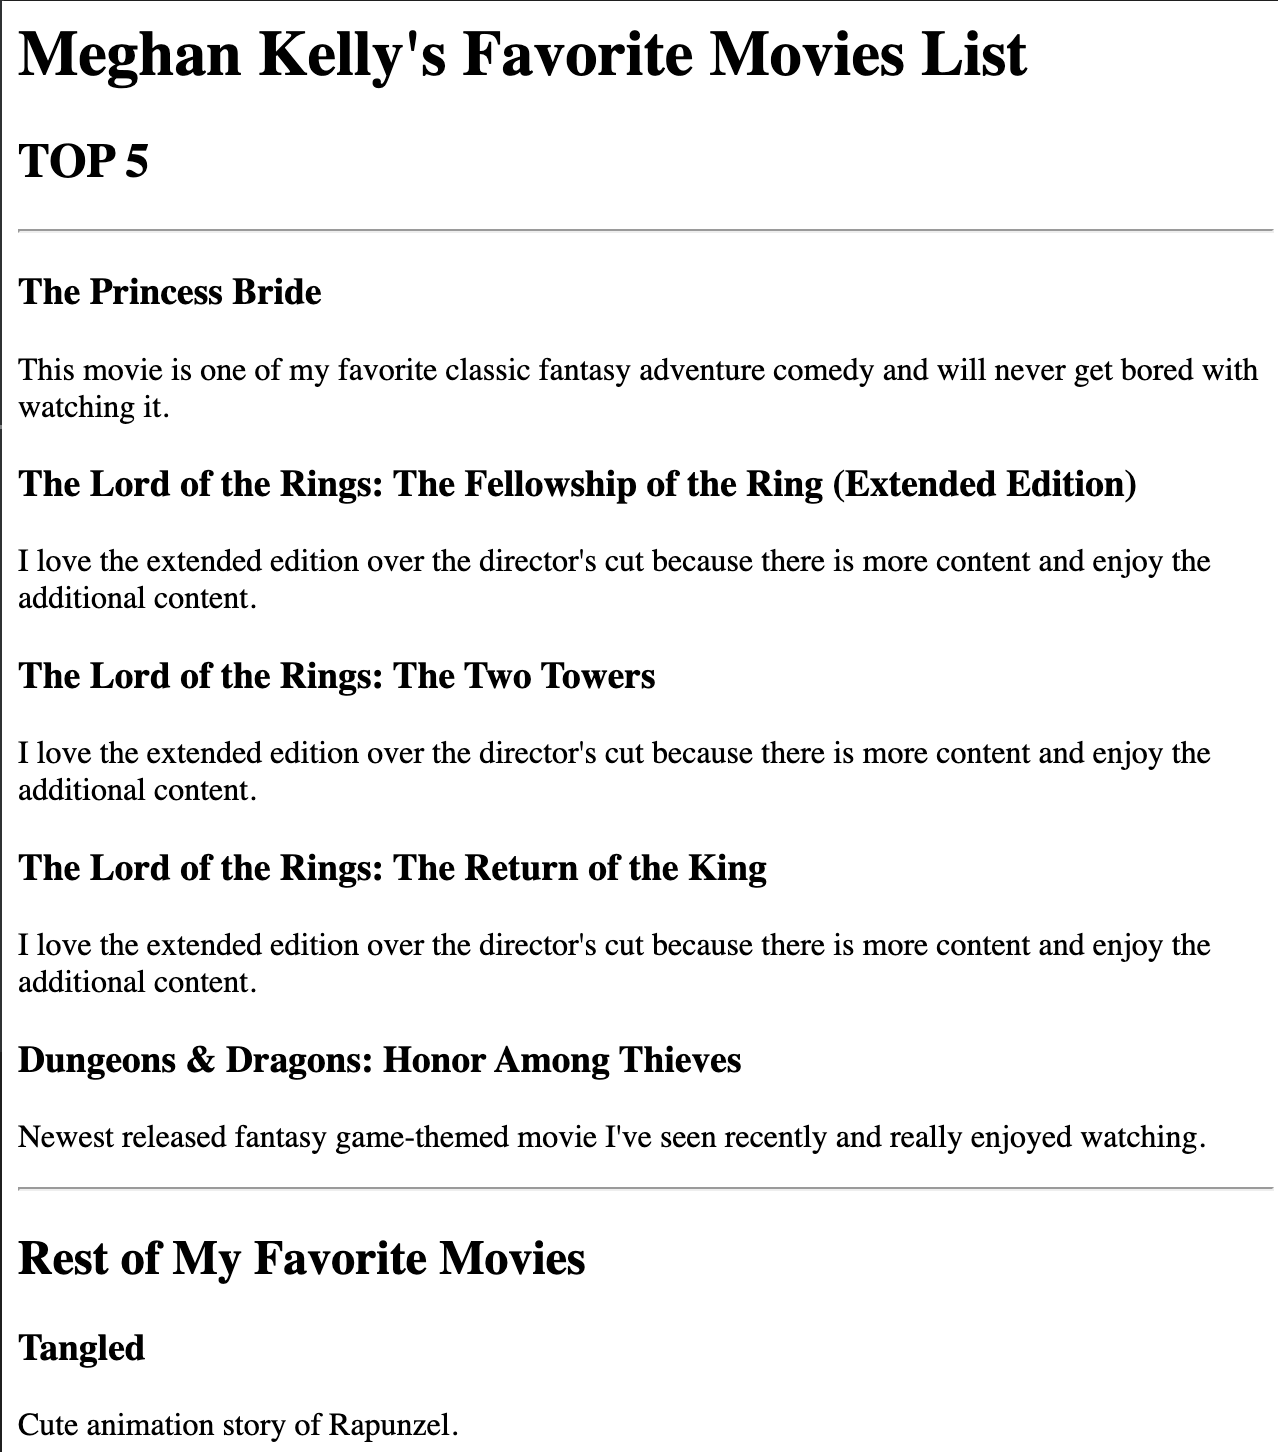 Meghan Kelly's Favorite Movies List
TOP 5
The Princess Bride
This movie is one of my favorite classic fantasy adventure comedy and will never get bored with
watching it.
The Lord of the Rings: The Fellowship of the Ring (Extended Edition)
I love the extended edition over the director's cut because there is more content and enjoy the
additional content.
The Lord of the Rings: The Two Towers
I love the extended edition over the director's cut because there is more content and enjoy the
additional content.
The Lord of the Rings: The Return of the King
I love the extended edition over the director's cut because there is more content and enjoy the
additional content.
Dungeons & Dragons: Honor Among Thieves
Newest released fantasy game-themed movie I've seen recently and really enjoyed watching.
Rest of My Favorite Movies
Tangled
Cute animation story of Rapunzel.